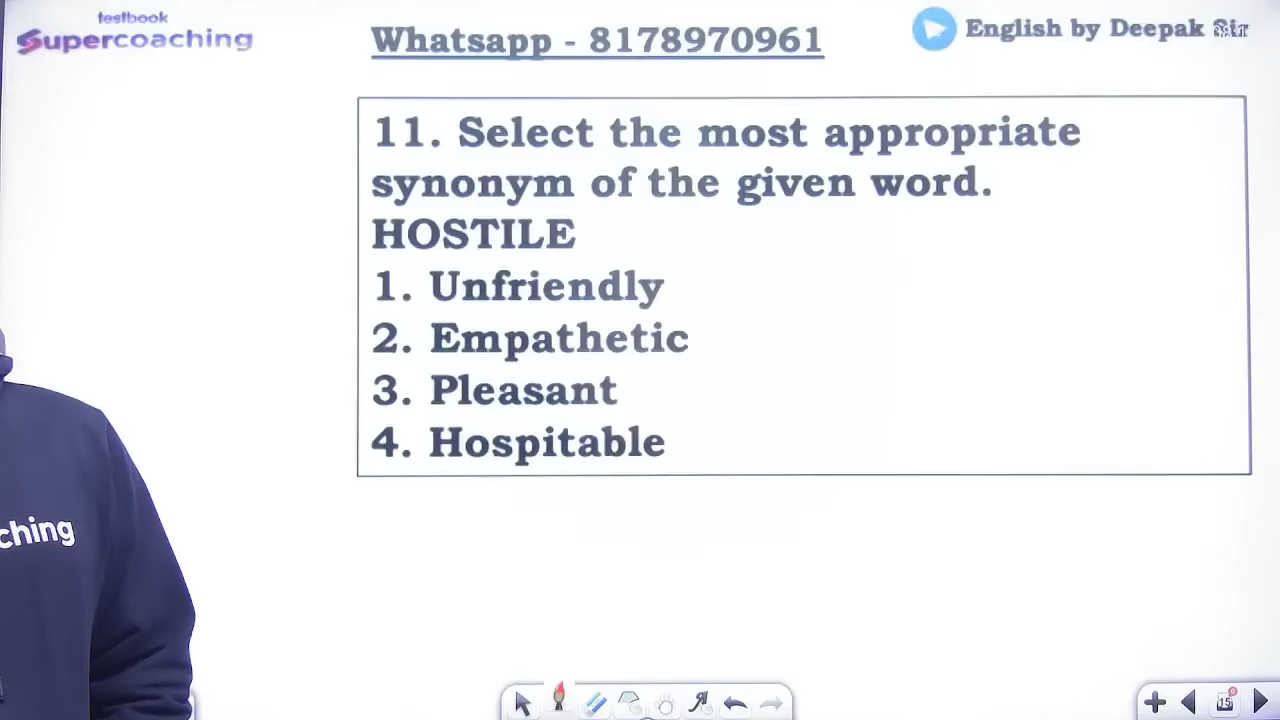 testbook
Supercoaching
Whatsapp - 8178970961
English by Deepak Sir
11. Select the most appropriate
synonym of the given word.
HOSTILE
1. Unfriendly
2. Empathetic
3. Pleasant
4. Hospitable
ching
15